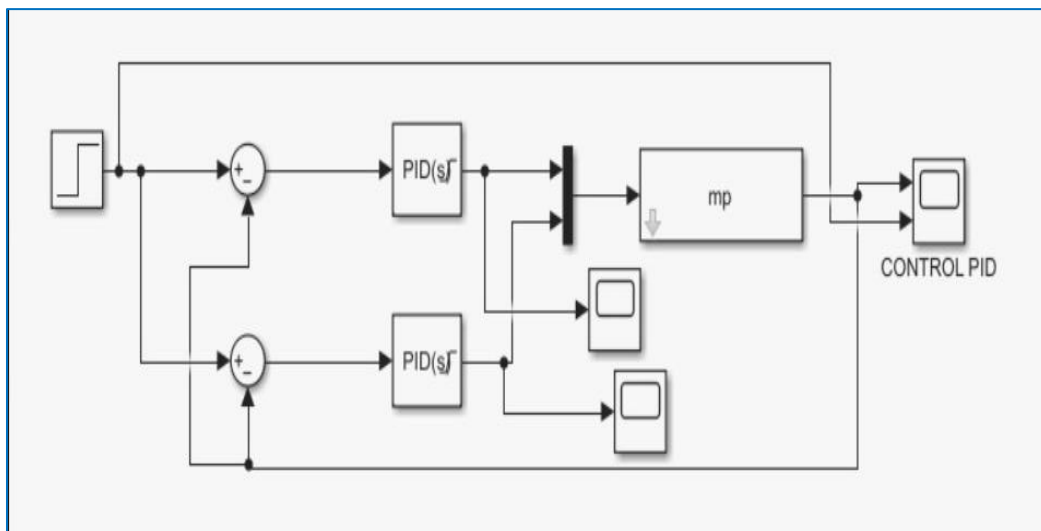 +
−
PID(s)
mp
CONTROL PID
+
−
PID(s)